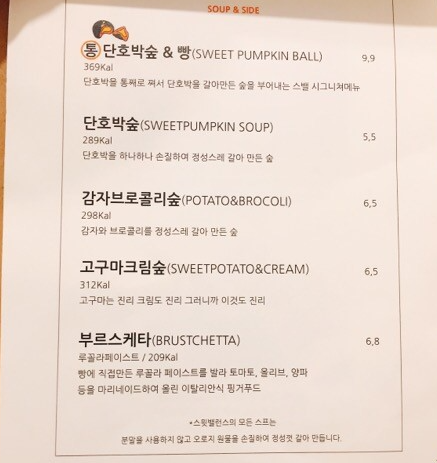 SOUP & SIDE
통 단호박숲 & 빵(SWEET PUMPKIN BALL) 9,9
369Kal
단호박을 통째로 쪄서 단호박을 갈아만든 숲을 부어내는 스밸 시그니쳐메뉴
단호박숲(SWEETPUMPKIN SOUP) 5,5
289Kal
단호박을 하나하나 손질하여 정성스레 갈아 만든 숲
감자브로콜리숲(POTATO&BROCOLI) 6,5
298Kal
감자와 브로콜리를 정성스레 갈아 만든 숲
고구마크림숲(SWEETPOTATO&CREAM) 6,5
312Kal
고구마는 진리 크림도 진리 그러니까 이것도 진리
부르스케타(BRUSTCHETTA) 6,8
루꼴라페이스트 / 209Kal
빵에 직접만든 루꼴라 페이스트를 발라 토마토, 올리브, 양파
등을 마리네이드하여 올린 이탈리안식 핑거푸드
*스윗밸런스의 모든 스프는
분말을 사용하지 않고 오로지 원물을 손질하여 정성껏 갈아 만듭니다.